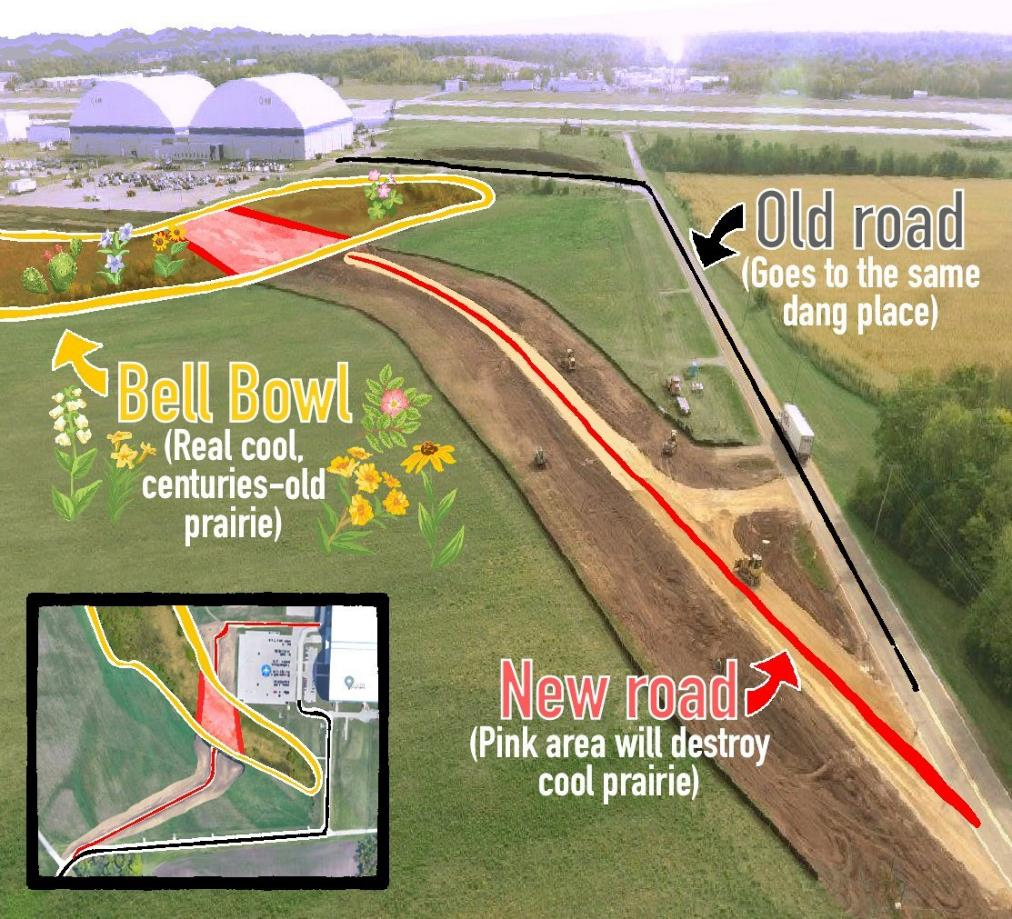 Old road
(Goes to the same
dang place)
Bell Bowl
(Real cool,
centuries-old
prairie)
New road
(Pink area will destroy
cool prairie)